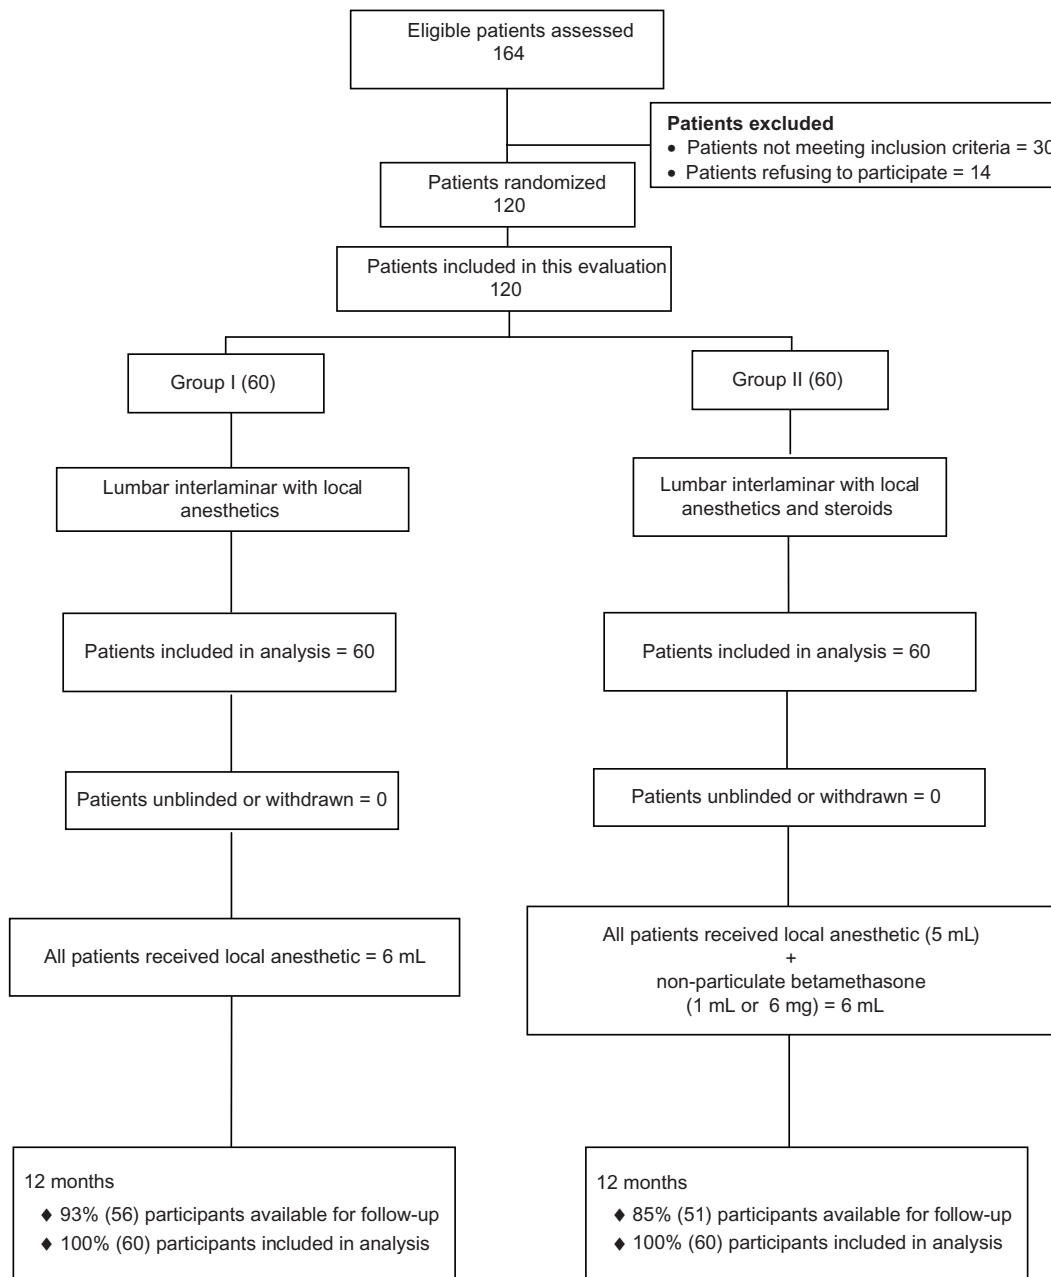 Eligible patients assessed
164
Patients excluded
• Patients not meeting inclusion criteria = 30
• Patients refusing to participate = 14
Patients randomized
120
Patients included in this evaluation
120
Group I (60)
Group II (60)
Lumbar interlaminar with local
anesthetics
Lumbar interlaminar with local
anesthetics and steroids
Patients included in analysis = 60
Patients included in analysis = 60
Patients unblinded or withdrawn = 0
Patients unblinded or withdrawn = 0
All patients received local anesthetic = 6 mL
All patients received local anesthetic (5 mL)
+
non-particulate betamethasone
(1 mL or 6 mg) = 6 mL
12 months
♦ 93% (56) participants available for follow-up
♦ 100% (60) participants included in analysis
12 months
♦ 85% (51) participants available for follow-up
♦ 100% (60) participants included in analysis